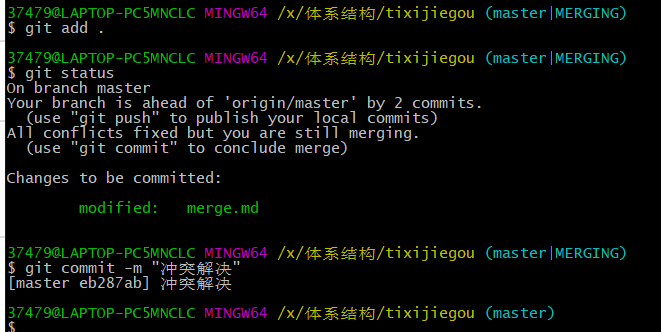 37479@LAPTOP-PC5MNCLC MINGW64 /x/体系结构/tixijiegou (master|MERGING)
$ git add .
37479@LAPTOP-PC5MNCLC MINGW64 /x/体系结构/tixijiegou (master|MERGING)
$ git status
On branch master
Your branch is ahead of 'origin/master' by 2 commits.
(use "git push" to publish your local commits)
All conflicts fixed but you are still merging.
(use "git commit" to conclude merge)
Changes to be committed:
modified: merge.md
37479@LAPTOP-PC5MNCLC MINGW64 /x/体系结构/tixijiegou (master|MERGING)
$ git commit -m "冲突解决"
[master eb287ab] 冲突解决
37479@LAPTOP-PC5MNCLC MINGW64 /x/体系结构/tixijiegou (master)
$